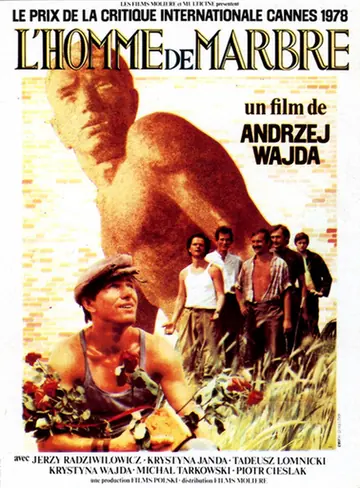 LES FILMS MOLIERE et MULTICINE présentent
LE PRIX DE LA CRITIQUE INTERNATIONALE CANNES 1978
L'HOMME DE MARBRE
un film de
ANDRZEJ
WAJDA
avec JERZY RADZIWILOWICZ - KRYSTYNA JANDA - TADEUSZ LOMNICKI
KRYSTYNA WAJDA - MICHAL TARKOWSKI - PIOTR CIESLAK
une production FILMS POLSKI - distribution FILMS MOLIERE